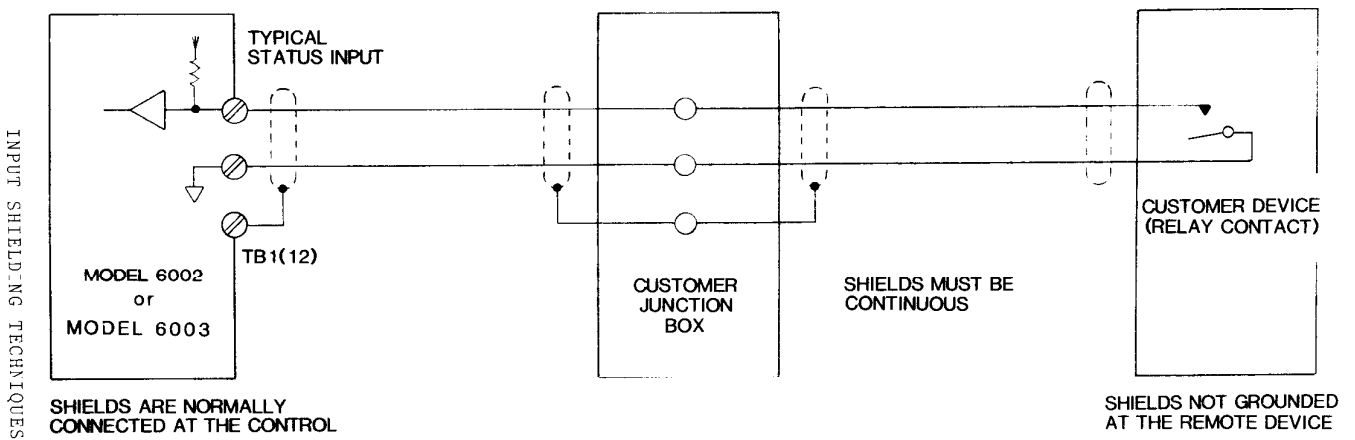 INPUT SHIELDING TECHNIQUES
TYPICAL
STATUS INPUT
TB1(12)
MODEL 6002
or
MODEL 6003
CUSTOMER
JUNCTION
BOX
SHIELDS MUST BE
CONTINUOUS
CUSTOMER DEVICE
(RELAY CONTACT)
SHIELDS ARE NORMALLY
CONNECTED AT THE CONTROL
SHIELDS NOT GROUNDED
AT THE REMOTE DEVICE